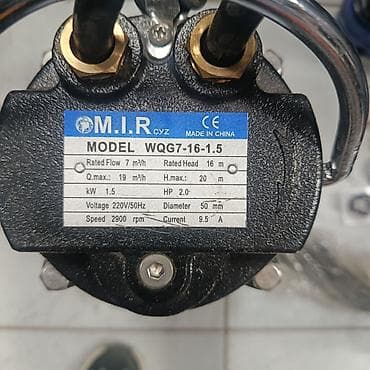 M.I.R CYZ CE
MADE IN CHINA
MODEL WQG7-16-1.5
Rated Flow 7 m³/h Rated Head 16 m
Q.max.: 19 m³/h H.max.: 20 m
kW 1.5 HP 2.0
Voltage 220V/50Hz Diameter 50 mm
Speed 2900 rpm Current 9.5 A